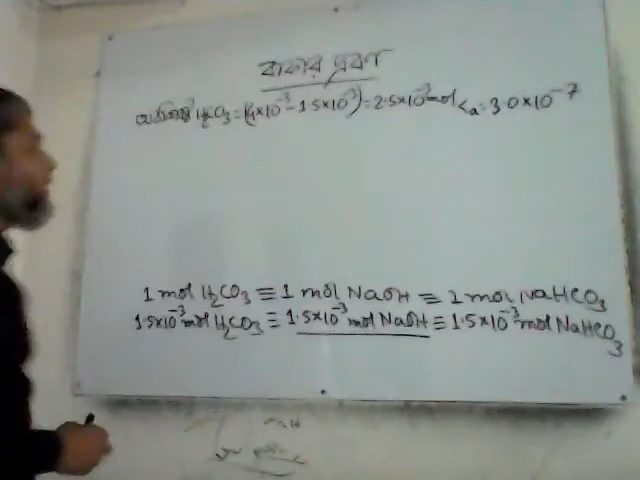 বাফার দ্রবণ
অবশিষ্ট H₂CO₃ = (4×10⁻³ - 1.5×10⁻³) = 2.5×10⁻³ mol Ka = 3.0×10⁻⁷
1 mol H₂CO₃ ≡ 1 mol NaOH ≡ 1 mol NaHCO₃
1.5×10⁻³ mol H₂CO₃ ≡ 1.5×10⁻³ mol NaOH ≡ 1.5×10⁻³ mol NaHCO₃